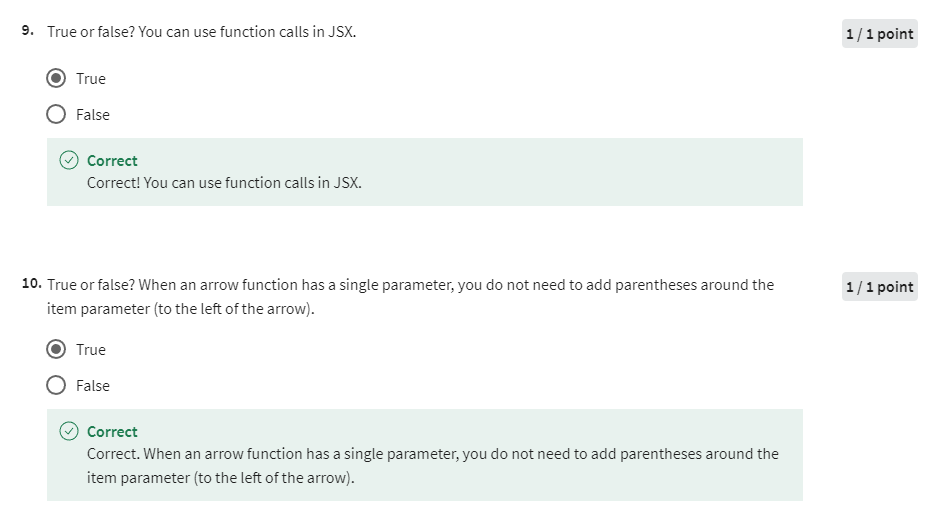 9. True or false? You can use function calls in JSX.
1 / 1 point
True
False
Correct
Correct! You can use function calls in JSX.
10. True or false? When an arrow function has a single parameter, you do not need to add parentheses around the
item parameter (to the left of the arrow).
1 / 1 point
True
False
Correct
Correct. When an arrow function has a single parameter, you do not need to add parentheses around the
item parameter (to the left of the arrow).